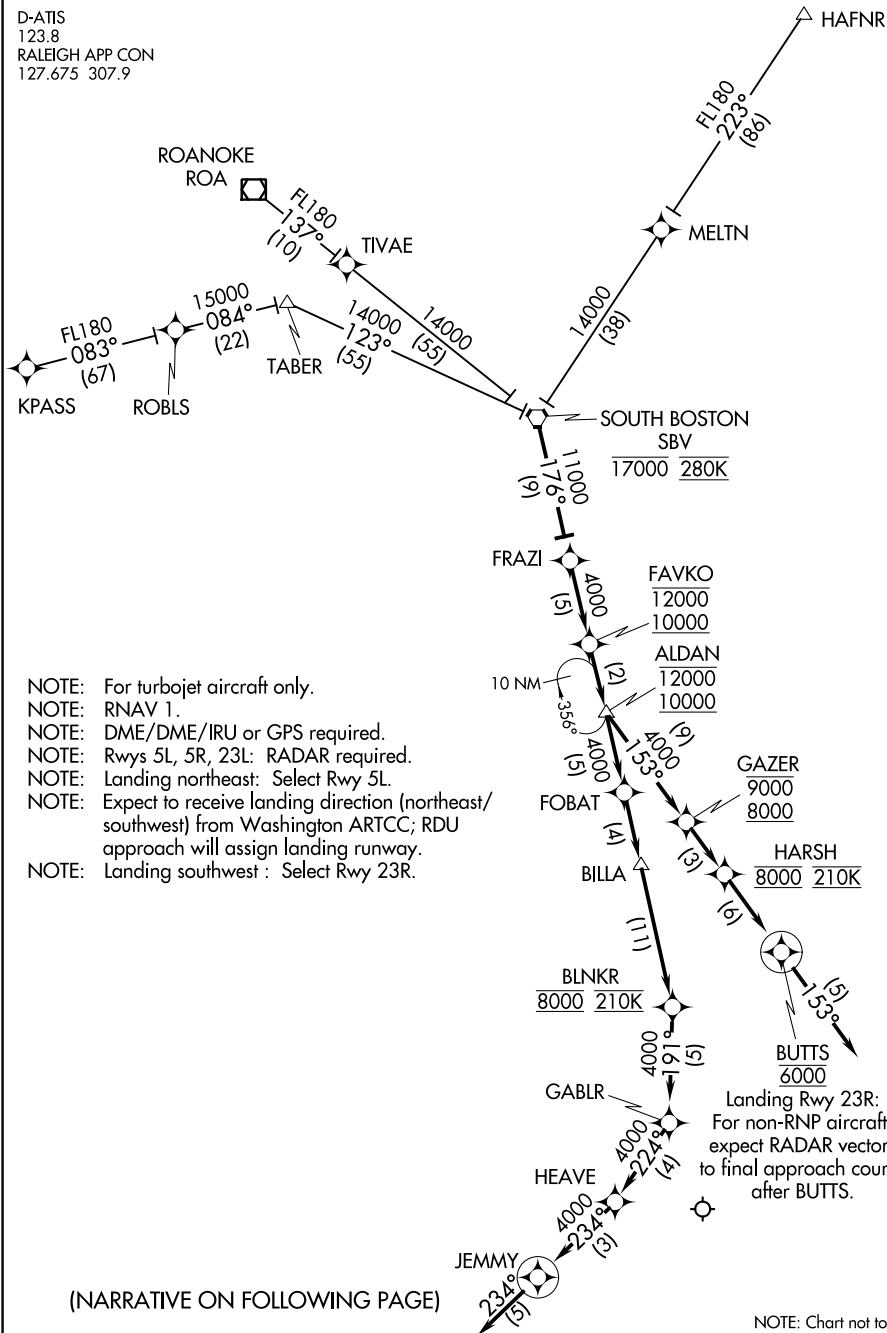 D-ATIS
123.8
RALEIGH APP CON
127.675 307.9
HAFNR
FL180
223°
(86)
ROANOKE
ROA
FL180
137°
(10)
TIVAE
MELTN
14000
(38)
FL180
083°
(67)
15000
084°
(22)
14000
123°
(55)
14000
(55)
KPASS
ROBLS
TABER
SOUTH BOSTON
SBV
17000 280K
11000
176°
(9)
FRAZI
4000
(5)
FAVKO
12000
10000
(2)
ALDAN
12000
10000
10 NM
356°
4000
(5)
(9)
4000
153°
FOBAT
GAZER
9000
8000
(4)
(3)
BILLA
HARSH
8000 210K
(6)
(11)
BLNKR
8000 210K
(5)
153°
BUTTS
6000
Landing Rwy 23R:
For non-RNP aircraft
expect RADAR vector
to final approach cour
after BUTTS.
4000
191°
(5)
GABLR
4000
224°
(4)
HEAVE
4000
234°
(3)
JEMMY
234°
(5)
NOTE: For turbojet aircraft only.
NOTE: RNAV 1.
NOTE: DME/DME/IRU or GPS required.
NOTE: Rwys 5L, 5R, 23L: RADAR required.
NOTE: Landing northeast: Select Rwy 5L.
NOTE: Expect to receive landing direction (northeast/
southwest) from Washington ARTCC; RDU
approach will assign landing runway.
NOTE: Landing southwest : Select Rwy 23R.
(NARRATIVE ON FOLLOWING PAGE)
NOTE: Chart not to